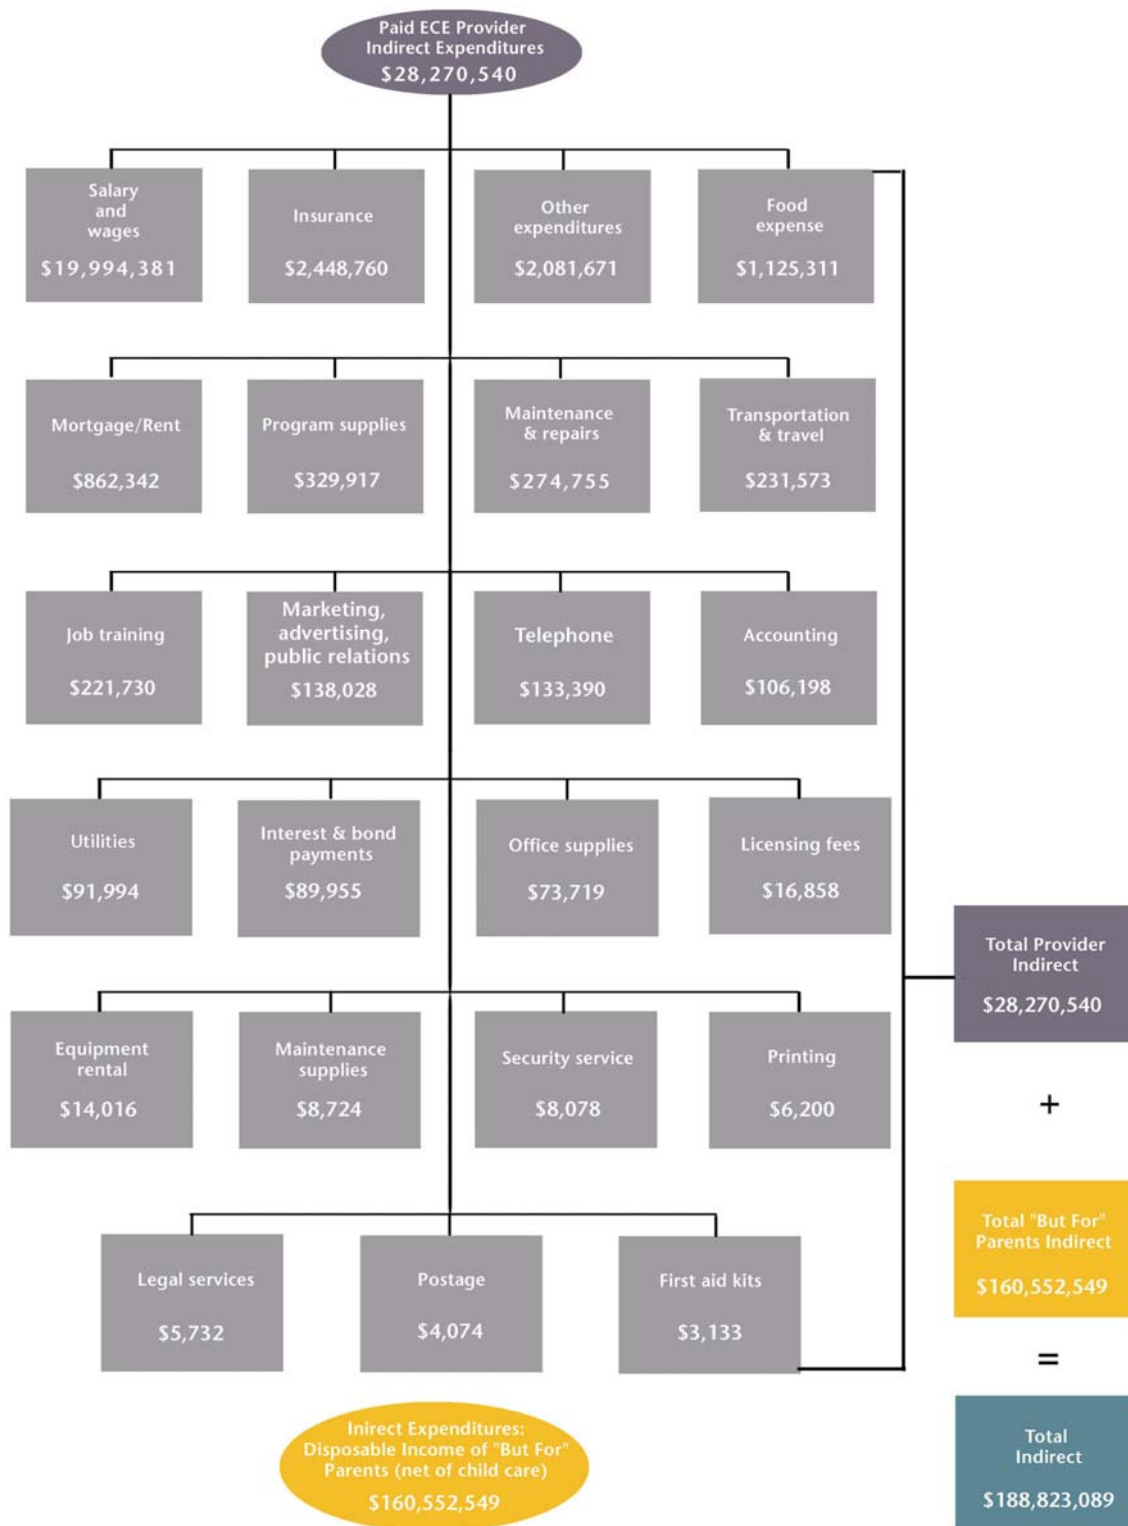 Paid ECE Provider
Indirect Expenditures
$28,270,540
Salary
and
wages
$19,994,381
Insurance
$2,448,760
Other
expenditures
$2,081,671
Food
expense
$1,125,311
Mortgage/Rent
$862,342
Program supplies
$329,917
Maintenance
& repairs
$274,755
Transportation
& travel
$231,573
Job training
$221,730
Marketing,
advertising,
public relations
$138,028
Telephone
$133,390
Accounting
$106,198
Utilities
$91,994
Interest & bond
payments
$89,955
Office supplies
$73,719
Licensing fees
$16,858
Equipment
rental
$14,016
Maintenance
supplies
$8,724
Security service
$8,078
Printing
$6,200
Legal services
$5,732
Postage
$4,074
First aid kits
$3,133
Inirect Expenditures:
Disposable Income of "But For"
Parents (net of child care)
$160,552,549
Total Provider
Indirect
$28,270,540
+
Total "But For"
Parents Indirect
$160,552,549
=
Total
Indirect
$188,823,089